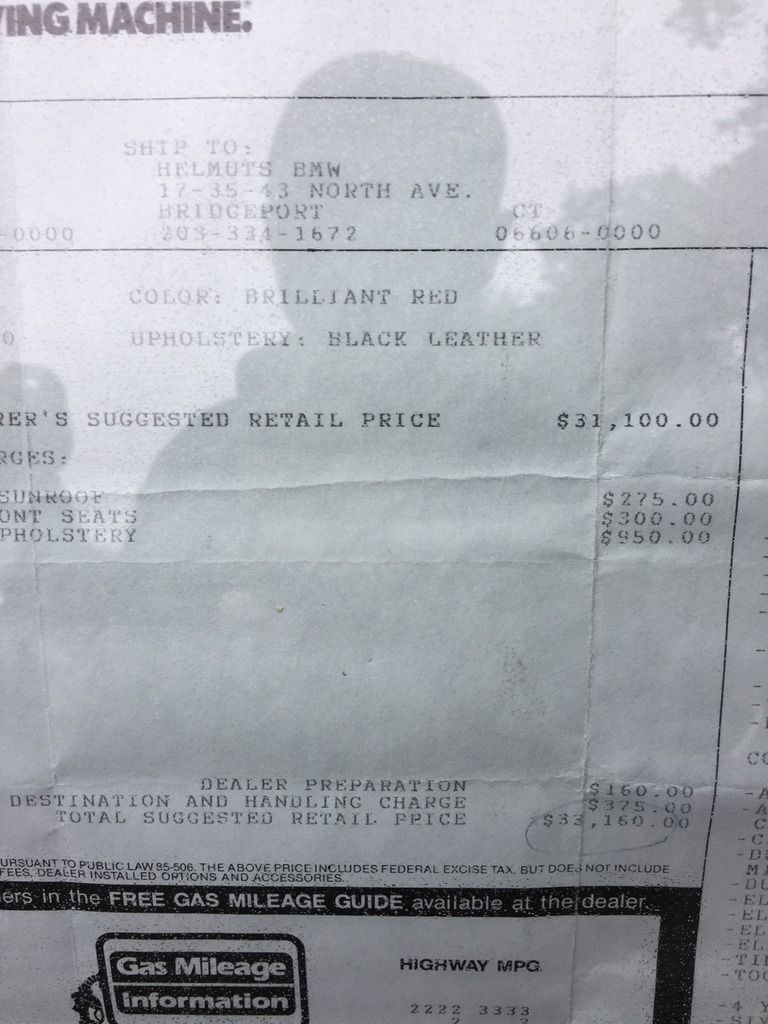 ING MACHINE.
SHIP TO:
HELMUTS BMW
17-35-43 NORTH AVE.
BRIDGEPORT CT
-0000 203-334-1672 06606-0000
COLOR: BRILLIANT RED
0 UPHOLSTERY: BLACK LEATHER
RER'S SUGGESTED RETAIL PRICE $31,100.00
RGES:
SUNROOF $275.00
ONT SEATS $300.00
PHOLSTERY $950.00
DEALER PREPARATION $160.00
DESTINATION AND HANDLING CHARGE $375.00
TOTAL SUGGESTED RETAIL PRICE $33,160.00
URSUANT TO PUBLIC LAW 95-506. THE ABOVE PRICE INCLUDES FEDERAL EXCISE TAX, BUT DOES NOT INCLUDE
FEES, DEALER INSTALLED OPTIONS AND ACCESSORIES.
ers in the FREE GAS MILEAGE GUIDE available at the dealer.
Gas Mileage
Information
HIGHWAY MPG
2222 3333